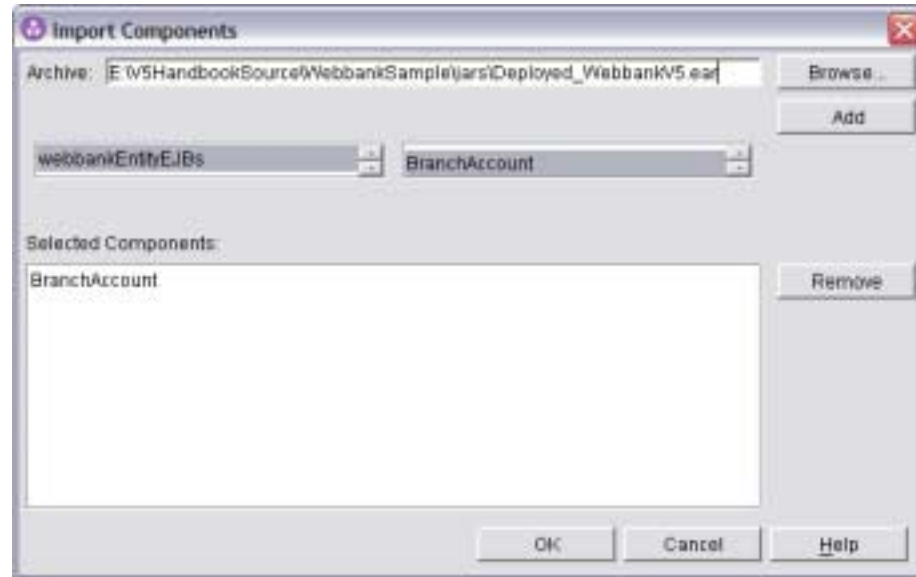 Import Components
Archive: E:\V5HandbookSource\WebbankSample\jars\Deployed_WebbankV5.ear
Browse...
Add
webbankEntityEJBs
BranchAccount
Selected Components:
BranchAccount
Remove
OK
Cancel
Help